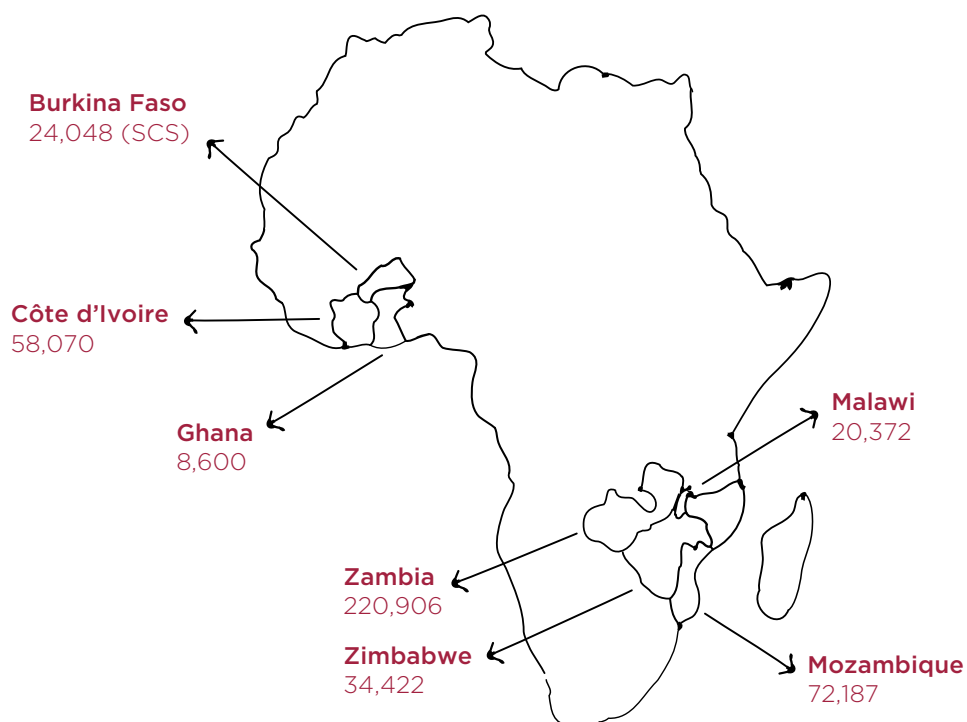 Burkina Faso
24,048 (SCS)
Côte d’Ivoire
58,070
Ghana
8,600
Malawi
20,372
Zambia
220,906
Zimbabwe
34,422
Mozambique
72,187